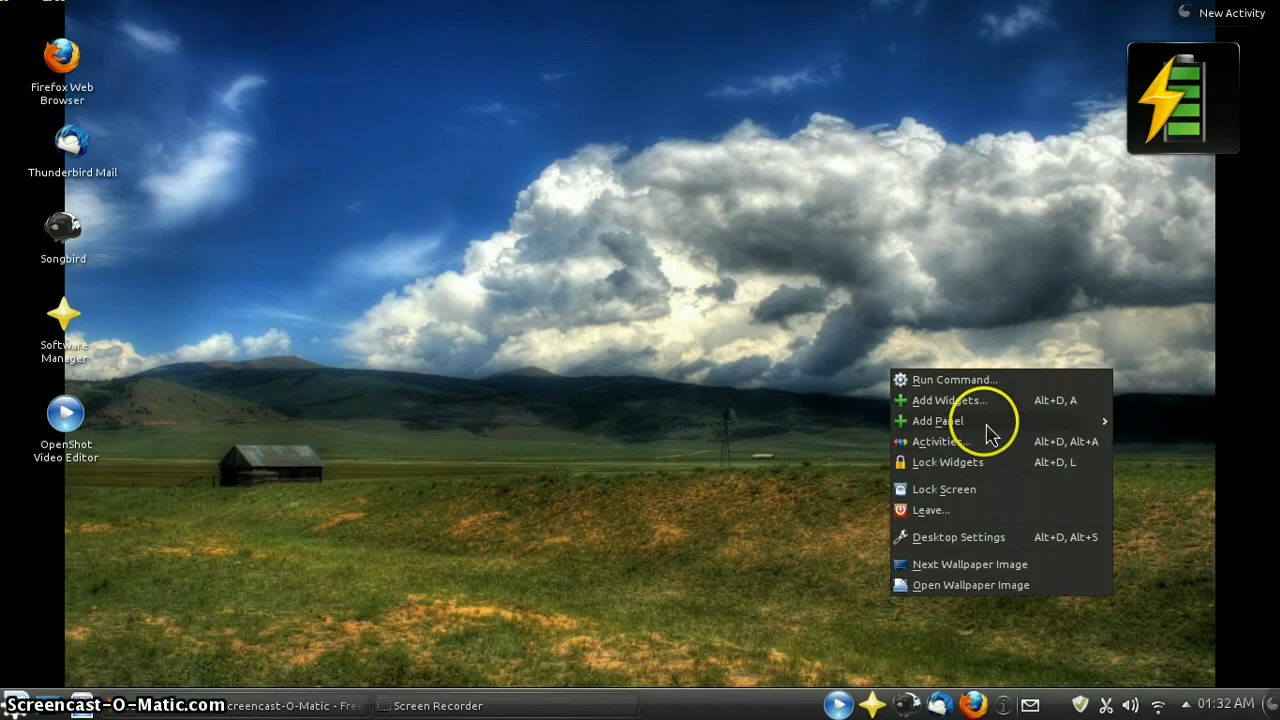 New Activity
Firefox Web
Browser
Thunderbird Mail
Songbird
Software
Manager
OpenShot
Video Editor
Run Command...
Add Widgets... Alt+D, A
Add Panel
Activities... Alt+D, Alt+A
Lock Widgets Alt+D, L
Lock Screen
Leave...
Desktop Settings Alt+D, Alt+S
Next Wallpaper Image
Open Wallpaper Image
Screencast-O-Matic.com
creencast-O-Matic - Free
Screen Recorder
01:32 AM